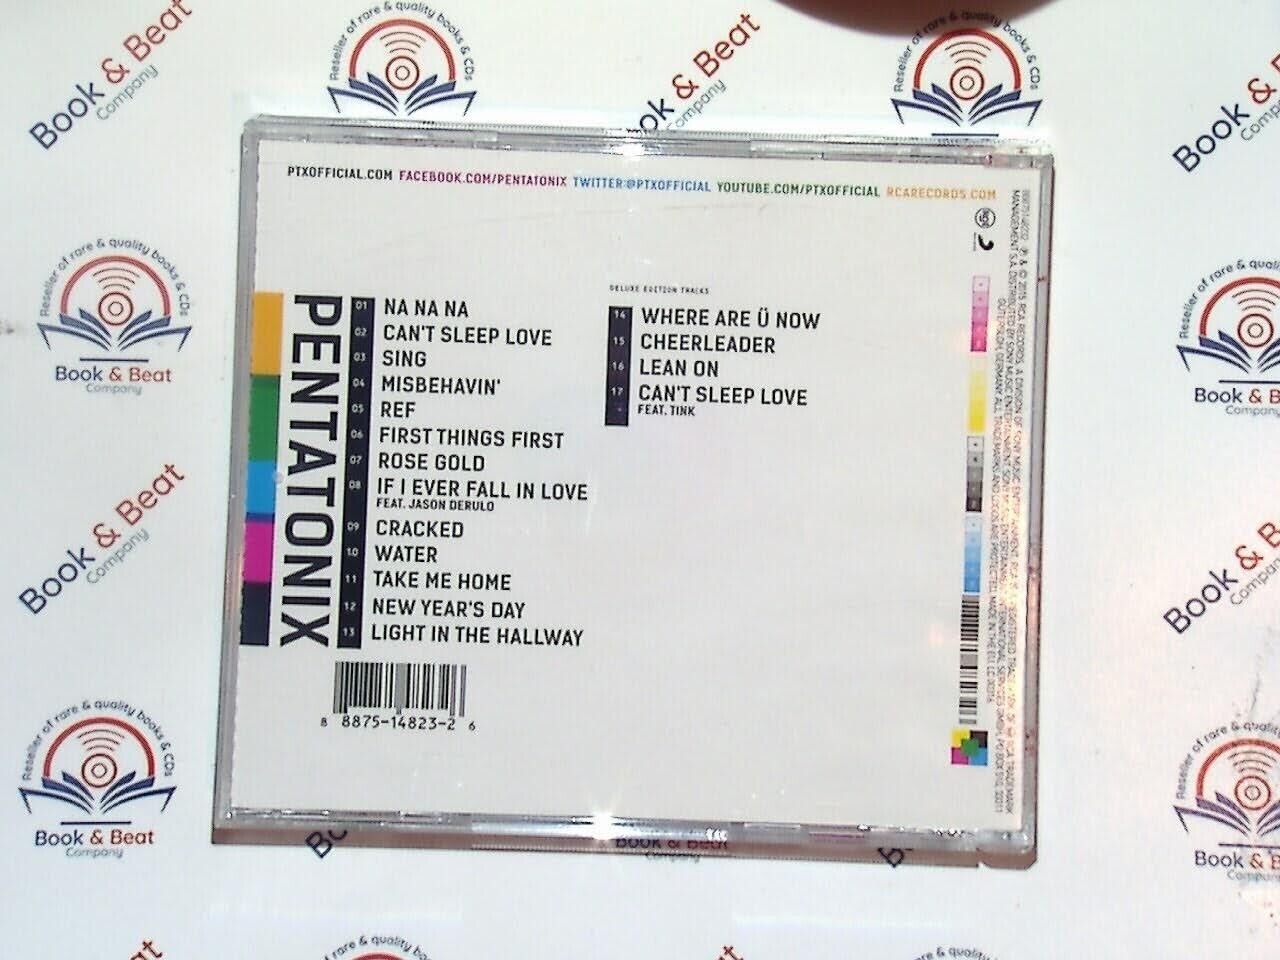 PTXOFFICIAL.COM FACEBOOK.COM/PENTATONIX TWITTER:@PTXOFFICIAL YOUTUBE.COM/PTXOFFICIAL RCARECORDS.COM
PENTATONIX
01 NA NA NA
02 CAN'T SLEEP LOVE
03 SING
04 MISBEHAVIN'
05 REF
06 FIRST THINGS FIRST
07 ROSE GOLD
08 IF I EVER FALL IN LOVE
FEAT. JASON DERULO
09 CRACKED
10 WATER
11 TAKE ME HOME
12 NEW YEAR'S DAY
13 LIGHT IN THE HALLWAY
DELUXE EDITION TRACKS
14 WHERE ARE Ü NOW
15 CHEERLEADER
16 LEAN ON
17 CAN'T SLEEP LOVE
FEAT. TINK
8 8875-14823-2 6
Reseller of rare & quality books & CDs
Book & Beat
Company